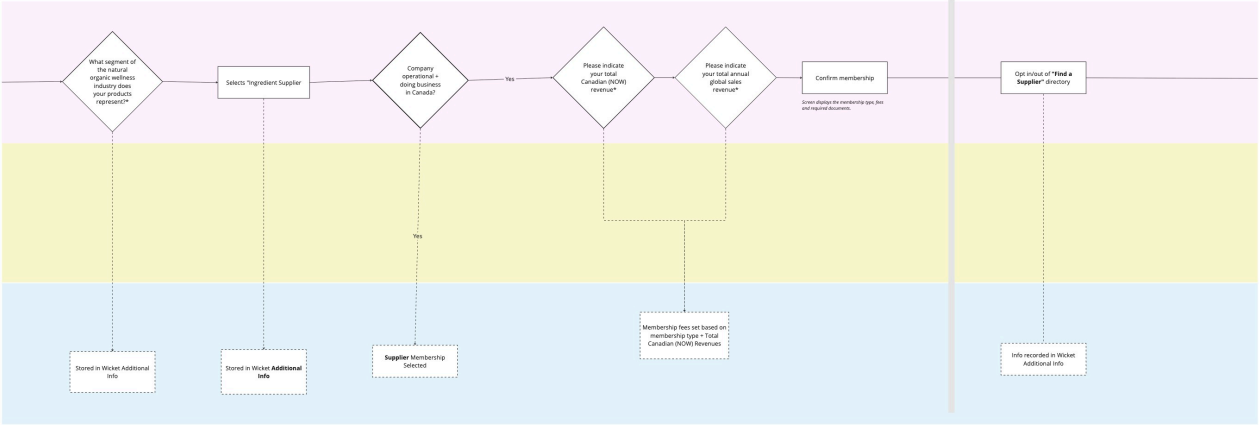 What segment of
the natural
organic wellness
industry does
your products
represent?*
Selects "Ingredient Supplier
Company
operational +
doing business
in Canada?
Yes
Please indicate
your total
Canadian (NOW)
revenue*
Please indicate
your total annual
global sales
revenue*
Confirm membership
Screen displays the membership type, fees
and required documents.
Opt in/out of "Find a
Supplier" directory
Yes
Stored in Wicket Additional
Info
Stored in Wicket Additional
Info
Supplier Membership
Selected
Membership fees set based on
membership type + Total
Canadian (NOW) Revenues
Info recorded in Wicket
Additional Info